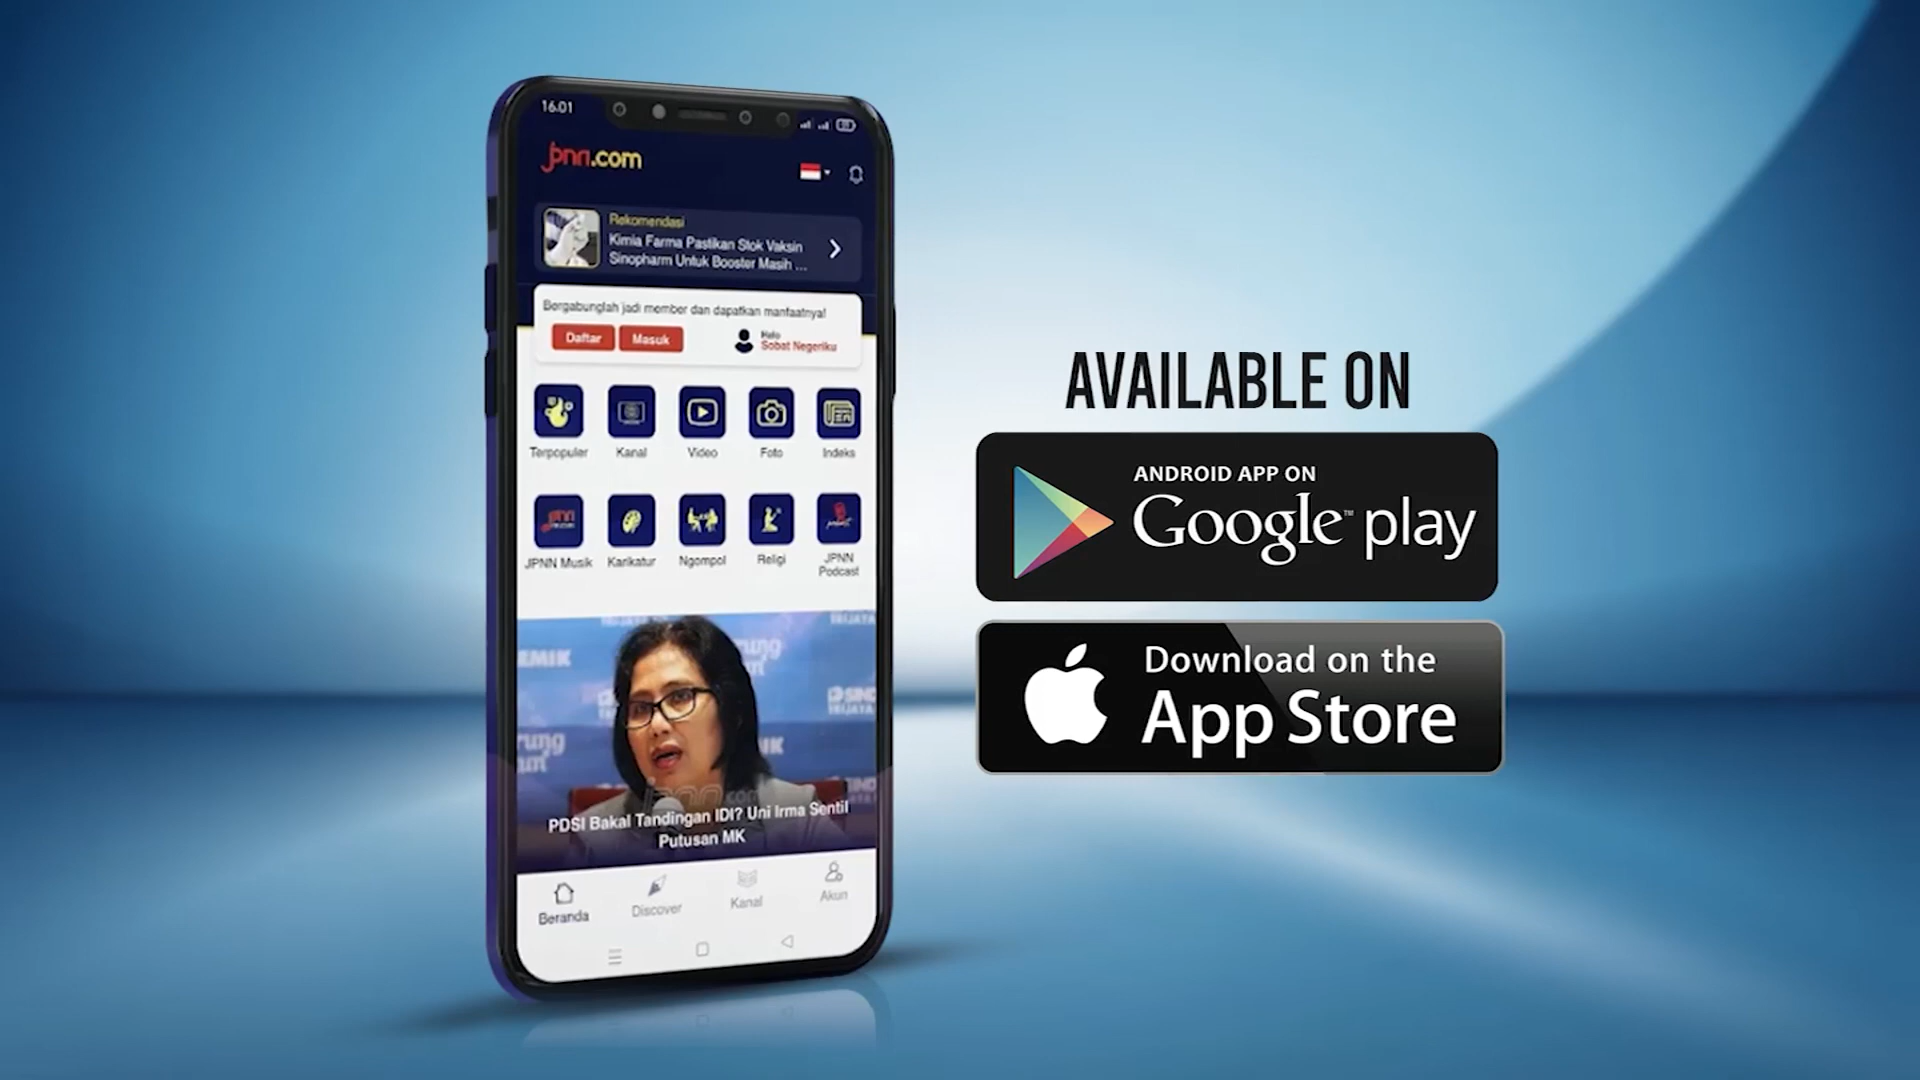 16.01
jpnn.com
Rekomendasi
Kimia Farma Pastikan Stok Vaksin
Sinopharm Untuk Booster Masih ...
Bergabunglah jadi member dan dapatkan manfaatnya!
Daftar
Masuk
Halo
Sobat Negeriku
Terpopuler
Kanal
Video
Foto
Indeks
JPNN Musik
Karikatur
Ngompol
Religi
JPNN
Podcast
PDSI Bakal Tandingan IDI? Uni Irma Sentil
Putusan MK
Beranda
Discover
Kanal
Akun
AVAILABLE ON
ANDROID APP ON
Google™ play
Download on the
App Store